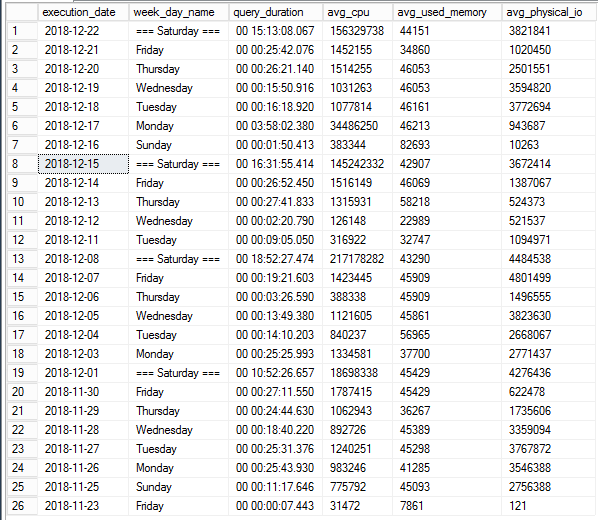 execution_date week_day_name query_duration avg_cpu avg_used_memory avg_physical_io
1 2018-12-22 === Saturday === 00 15:13:08.067 156329738 44151 3821841
2 2018-12-21 Friday 00 00:25:42.076 1452155 34860 1020450
3 2018-12-20 Thursday 00 00:26:21.140 1514255 46053 2501551
4 2018-12-19 Wednesday 00 00:15:50.916 1031263 46053 3594820
5 2018-12-18 Tuesday 00 00:16:18.920 1077814 46161 3772694
6 2018-12-17 Monday 00 03:58:02.380 34486250 46213 943687
7 2018-12-16 Sunday 00 00:01:50.413 383344 82693 10263
8 2018-12-15 === Saturday === 00 16:31:55.414 145242332 42907 3672414
9 2018-12-14 Friday 00 00:26:52.450 1516149 46069 1387067
10 2018-12-13 Thursday 00 00:27:41.833 1315931 58218 524373
11 2018-12-12 Wednesday 00 00:02:20.790 126148 22989 521537
12 2018-12-11 Tuesday 00 00:09:05.050 316922 32747 1094971
13 2018-12-08 === Saturday === 00 18:52:27.474 217178282 43290 4484538
14 2018-12-07 Friday 00 00:19:21.603 1423445 45909 4801499
15 2018-12-06 Thursday 00 00:03:26.590 388338 45909 1496555
16 2018-12-05 Wednesday 00 00:13:49.380 1121605 45861 3823630
17 2018-12-04 Tuesday 00 00:14:10.203 840237 56965 2668067
18 2018-12-03 Monday 00 00:25:25.993 1334581 37700 2771437
19 2018-12-01 === Saturday === 00 10:52:26.657 18698338 45429 4276436
20 2018-11-30 Friday 00 00:27:11.550 1787415 45429 622478
21 2018-11-29 Thursday 00 00:24:44.630 1062943 36267 1735606
22 2018-11-28 Wednesday 00 00:18:40.220 892726 45389 3359094
23 2018-11-27 Tuesday 00 00:25:31.376 1240251 45298 3767872
24 2018-11-26 Monday 00 00:25:43.930 983246 41285 3546388
25 2018-11-25 Sunday 00 00:11:17.646 775792 45093 2756388
26 2018-11-23 Friday 00 00:00:07.443 31472 7861 121